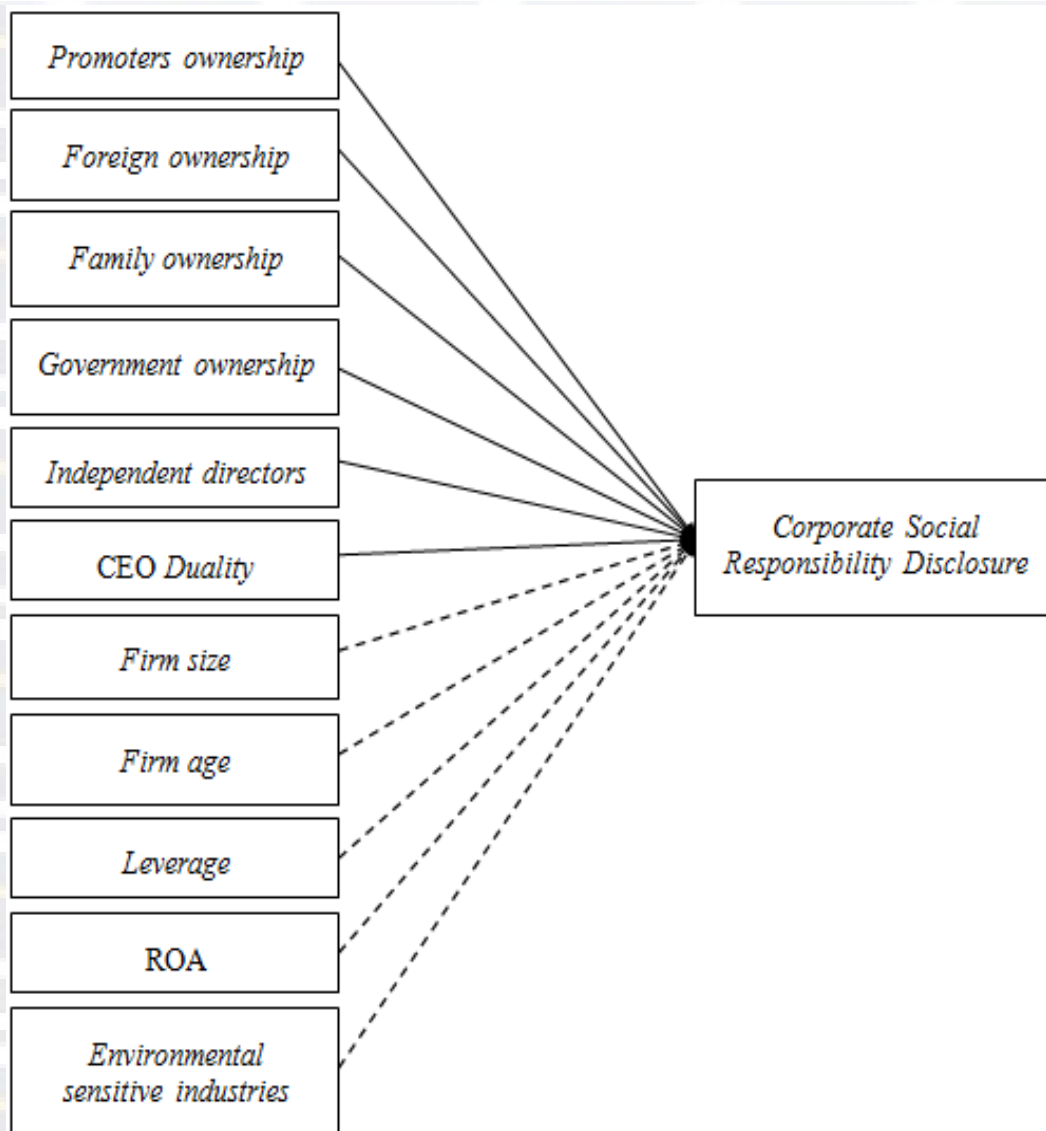 Promoters ownership
Foreign ownership
Family ownership
Government ownership
Independent directors
CEO Duality
Firm size
Firm age
Leverage
ROA
Environmental
sensitive industries
Corporate Social
Responsibility Disclosure